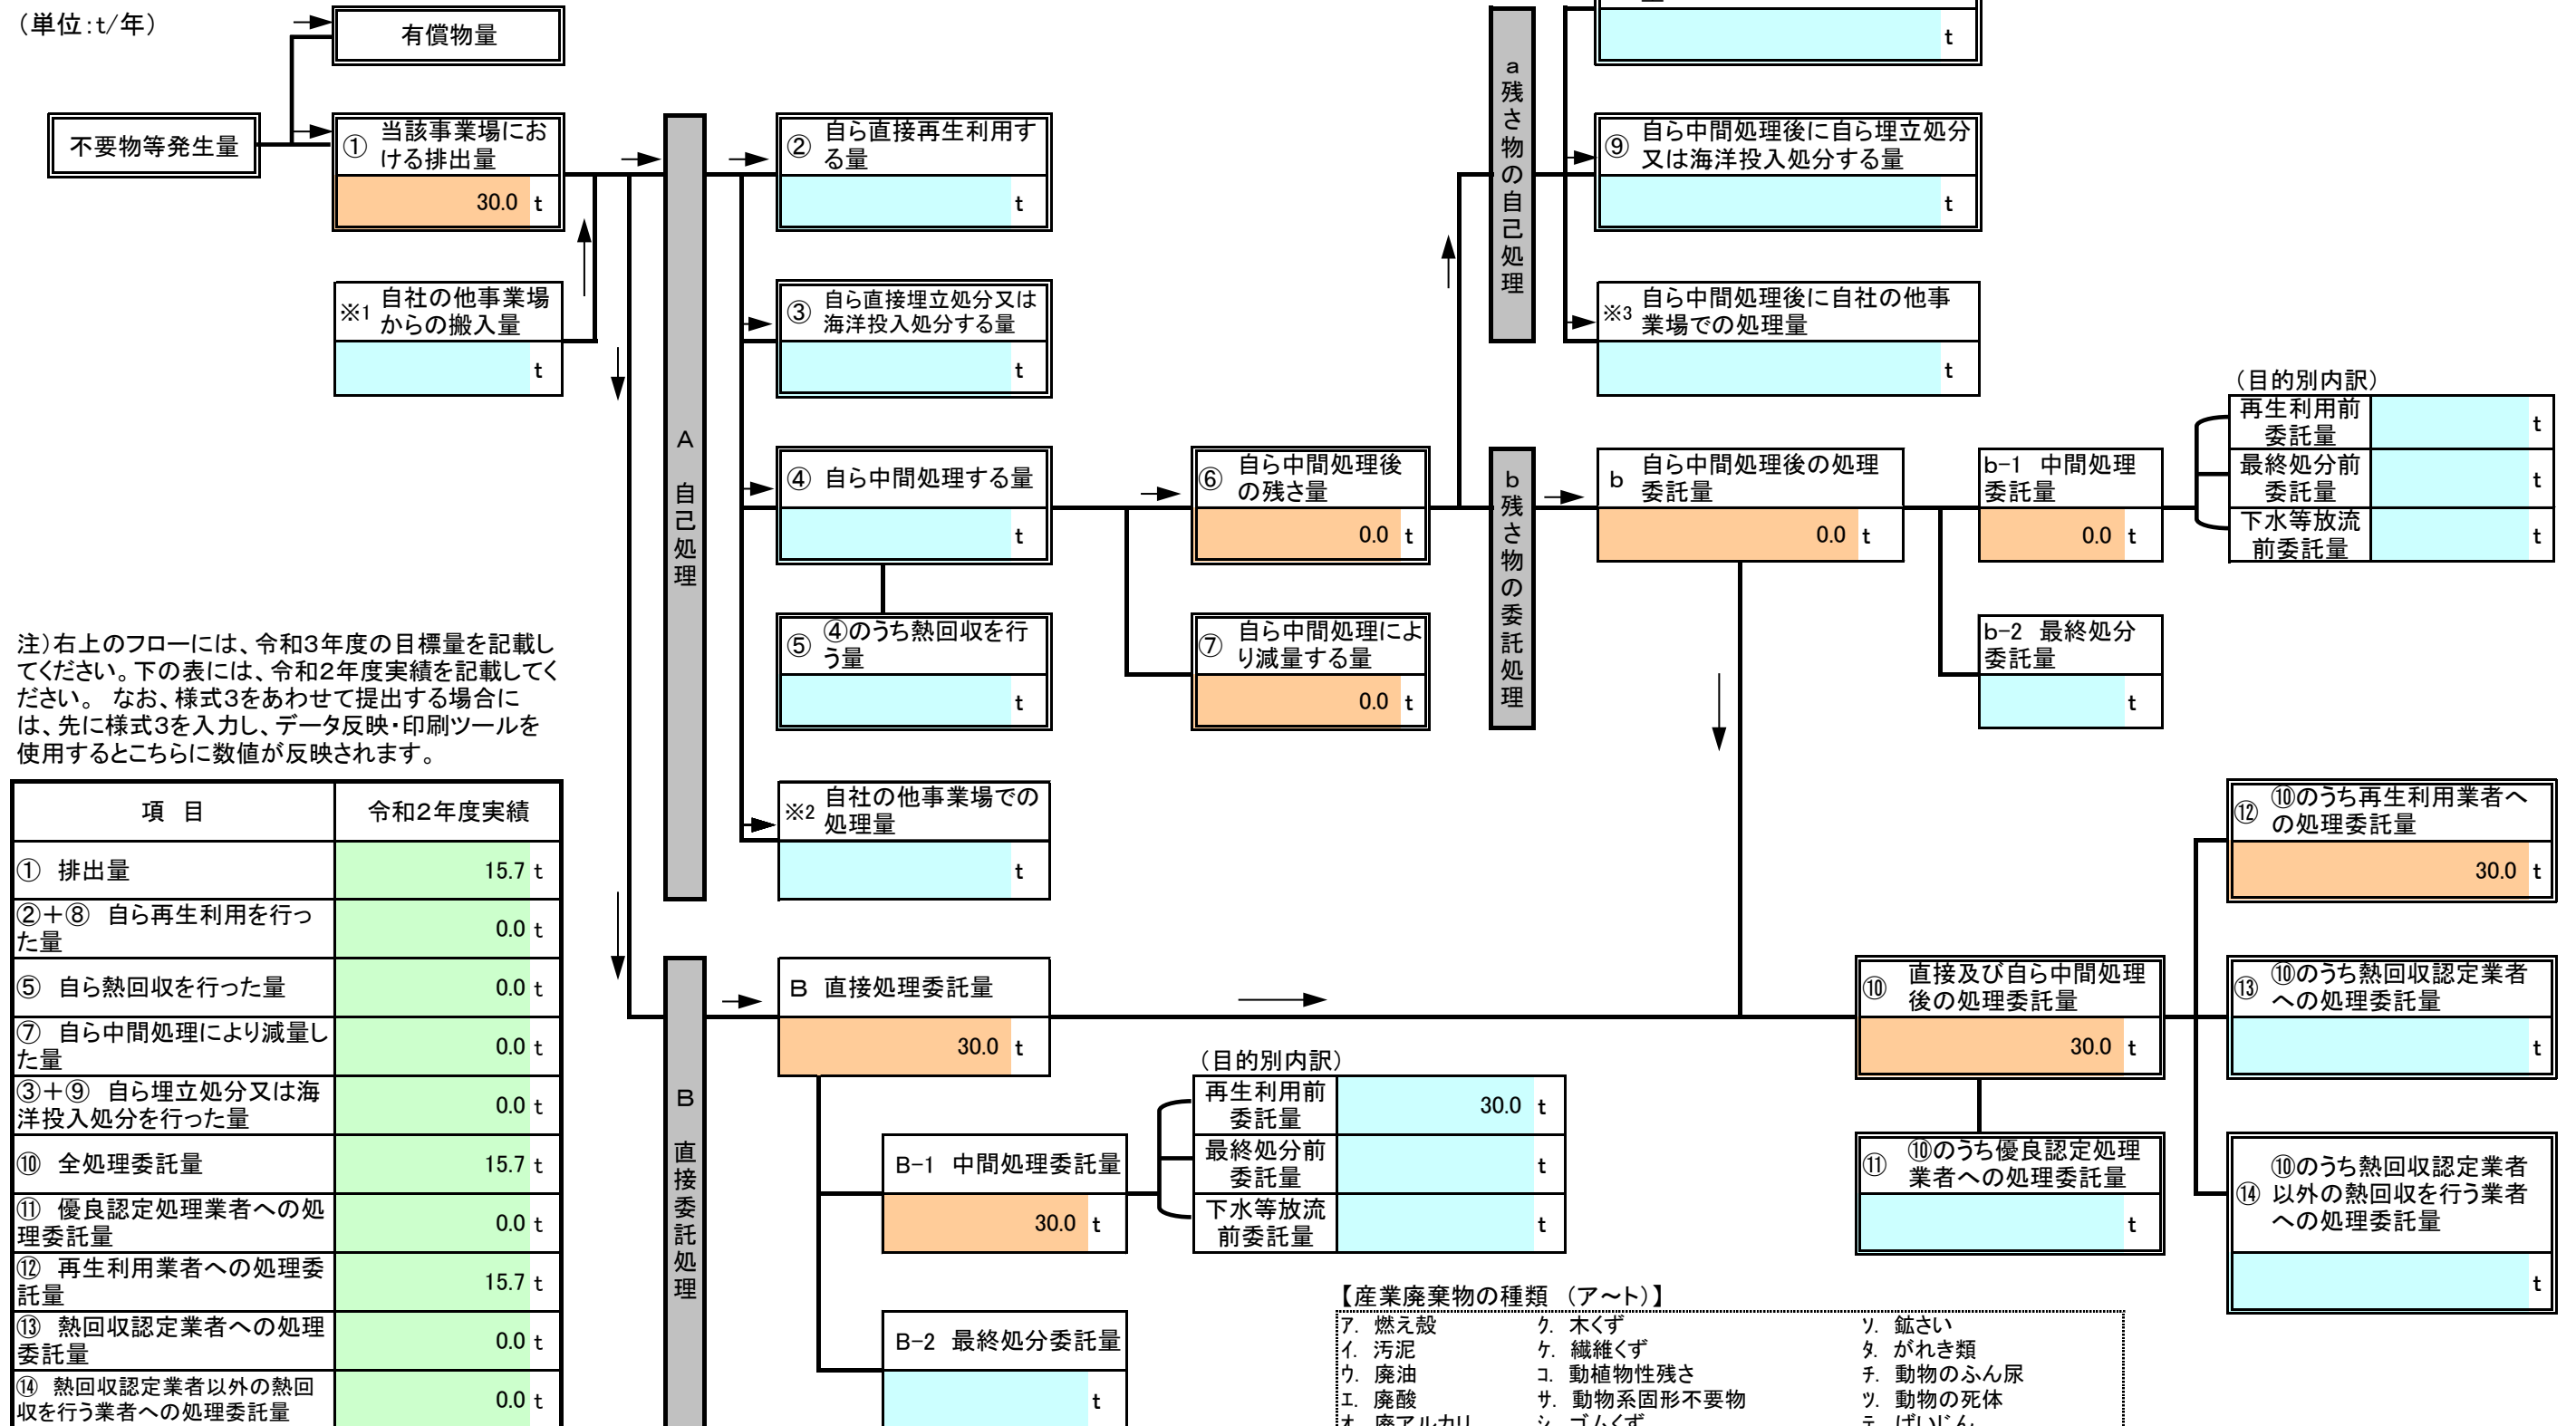 （単位：t/年）
有償物量
不要物等発生量
① 当該事業場にお
ける排出量
30.0 t
※1 自社の他事業場
からの搬入量
t
A 自己処理
② 自ら直接再生利用す
る量
t
③ 自ら直接埋立処分又は
海洋投入処分する量
t
④ 自ら中間処理する量
t
⑤ ④のうち熱回収を行
う量
t
※2 自社の他事業場での
処理量
t
⑥ 自ら中間処理後
の残さ量
0.0 t
⑦ 自ら中間処理によ
り減量する量
0.0 t
a 残さ物の自己処理
t
⑨ 自ら中間処理後に自ら埋立処分
又は海洋投入処分する量
t
※3 自ら中間処理後に自社の他事
業場での処理量
t
b 残さ物の委託処理
b 自ら中間処理後の処理
委託量
0.0 t
b-1 中間処理
委託量
0.0 t
（目的別内訳）
再生利用前
委託量
t
最終処分前
委託量
t
下水等放流
前委託量
t
b-2 最終処分
委託量
t
注）右上のフローには、令和3年度の目標量を記載し
てください。下の表には、令和2年度実績を記載してく
ださい。 なお、様式3をあわせて提出する場合に
は、先に様式3を入力し、データ反映・印刷ツールを
使用するとこちらに数値が反映されます。
項 目 令和2年度実績
① 排出量 15.7 t
②＋⑧ 自ら再生利用を行っ
た量 0.0 t
⑤ 自ら熱回収を行った量 0.0 t
⑦ 自ら中間処理により減量し
た量 0.0 t
③＋⑨ 自ら埋立処分又は海
洋投入処分を行った量 0.0 t
⑩ 全処理委託量 15.7 t
⑪ 優良認定処理業者への処
理委託量 0.0 t
⑫ 再生利用業者への処理委
託量 15.7 t
⑬ 熱回収認定業者への処理
委託量 0.0 t
⑭ 熱回収認定業者以外の熱回
収を行う業者への処理委託量 0.0 t
B 直接委託処理
B 直接処理委託量
30.0 t
B-1 中間処理委託量
30.0 t
（目的別内訳）
再生利用前
委託量
30.0 t
最終処分前
委託量
t
下水等放流
前委託量
t
B-2 最終処分委託量
t
⑩ 直接及び自ら中間処理
後の処理委託量
30.0 t
⑪ ⑩のうち優良認定処理
業者への処理委託量
t
⑫ ⑩のうち再生利用業者へ
の処理委託量
30.0 t
⑬ ⑩のうち熱回収認定業者
への処理委託量
t
⑭ ⑩のうち熱回収認定業者
以外の熱回収を行う業者
への処理委託量
t
【産業廃棄物の種類 （ア～ト）】
ア. 燃え殻 ク. 木くず ソ. 鉱さい
イ. 汚泥 ケ. 繊維くず タ. がれき類
ウ. 廃油 コ. 動植物性残さ チ. 動物のふん尿
エ. 廃酸 サ. 動物系固形不要物 ツ. 動物の死体
オ. 廃アルカリ シ. ゴムくず テ. ばいじん